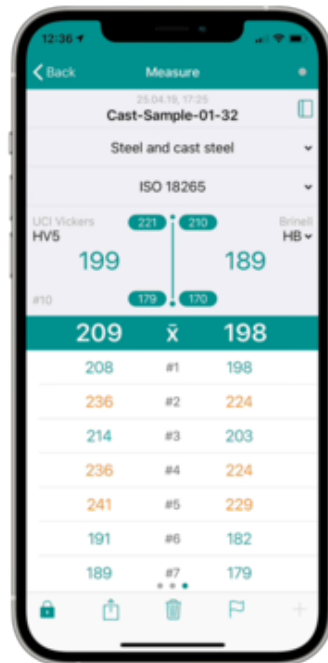 12:36
Back Measure
25.04.19, 17:25
Cast-Sample-01-32
Steel and cast steel
ISO 18265
UCI Vickers 221 210 Brinell
HV5 HB
199 189
#10 179 170
209 x̄ 198
208 #1 198
236 #2 224
214 #3 203
236 #4 224
241 #5 229
191 #6 182
189 #7 179